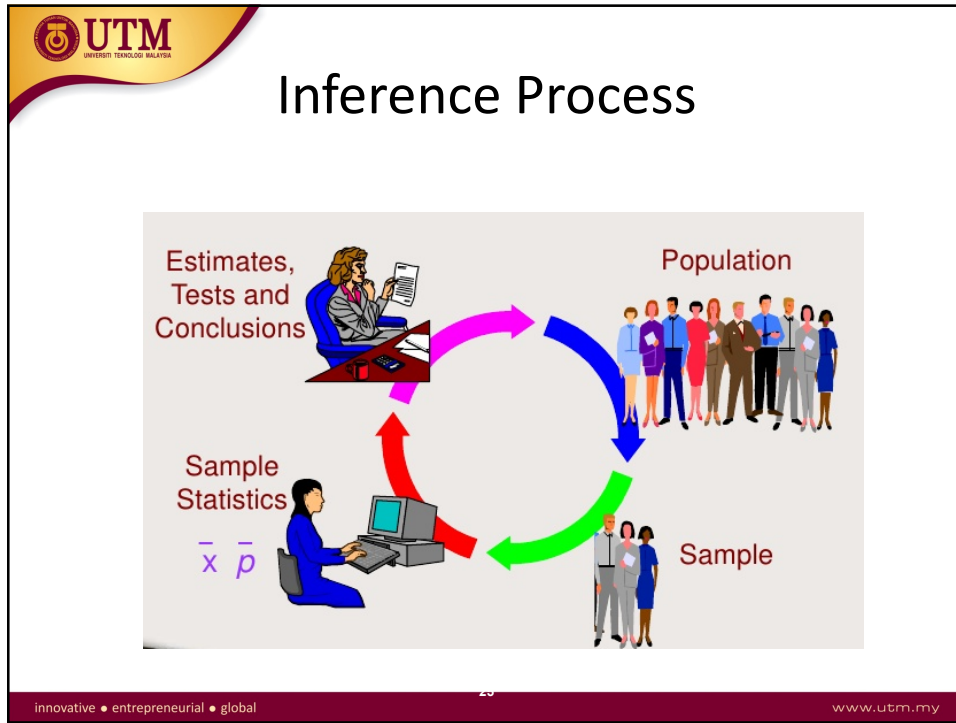 UTM
UNIVERSITI TEKNOLOGI MALAYSIA
Inference Process
Estimates,
Tests and
Conclusions
Population
Sample
Statistics
x̄ p̄
Sample
innovative ● entrepreneurial ● global
www.utm.my